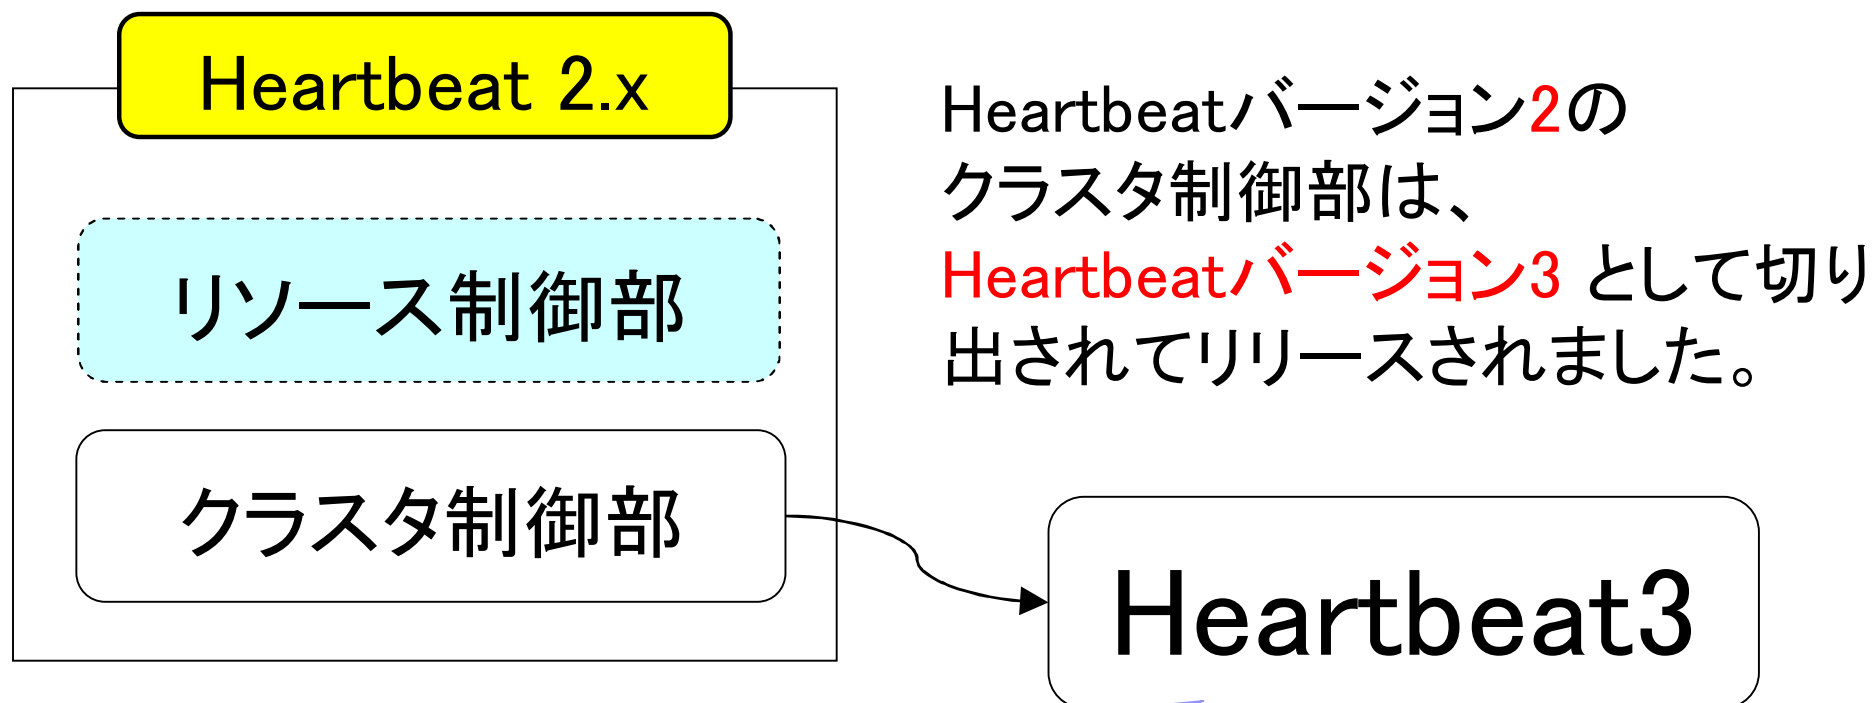 Heartbeat 2.x
リソース制御部
クラスタ制御部
Heartbeatバージョン2の
クラスタ制御部は、
Heartbeatバージョン3 として切り
出されてリリースされました。
Heartbeat3